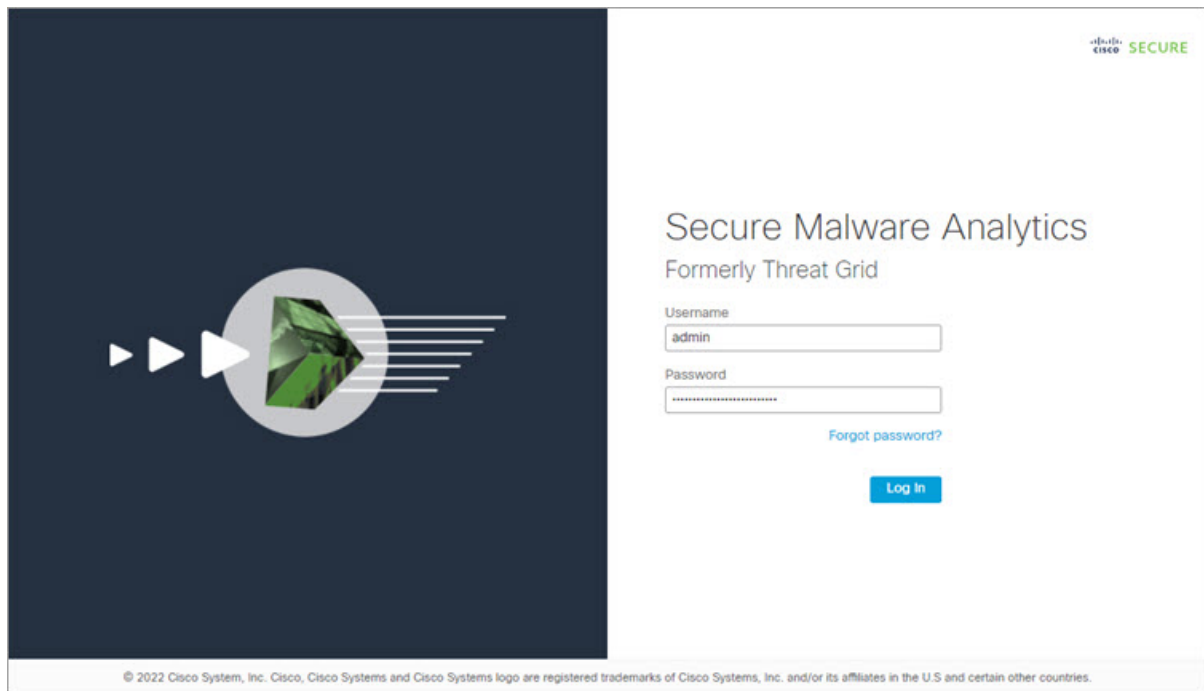 cisco SECURE
Secure Malware Analytics
Formerly Threat Grid
Username
admin
Password
Forgot password?
Log In
© 2022 Cisco System, Inc. Cisco, Cisco Systems and Cisco Systems logo are registered trademarks of Cisco Systems, Inc. and/or its affiliates in the U.S and certain other countries.